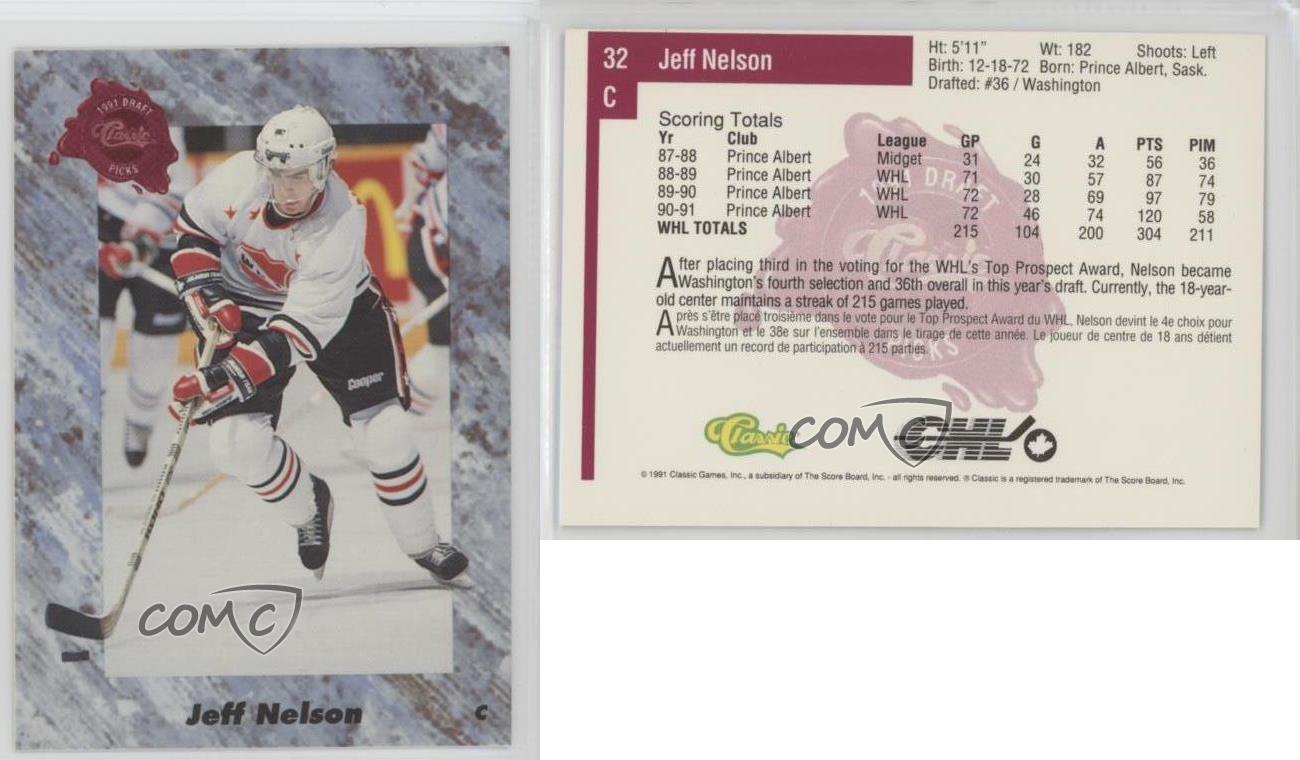 1991 DRAFT
Classic
PICKS
Cooper
COMC
Jeff Nelson
C
32 Jeff Nelson
C
Ht: 5'11" Wt: 182 Shoots: Left
Birth: 12-18-72 Born: Prince Albert, Sask.
Drafted: #36 / Washington
Scoring Totals
Yr Club League GP G A PTS PIM
87-88 Prince Albert Midget 31 24 32 56 36
88-89 Prince Albert WHL 71 30 57 87 74
89-90 Prince Albert WHL 72 28 69 97 79
90-91 Prince Albert WHL 72 46 74 120 58
WHL TOTALS 215 104 200 304 211
After placing third in the voting for the WHL's Top Prospect Award, Nelson became
Washington's fourth selection and 36th overall in this year's draft. Currently, the 18-year-
old center maintains a streak of 215 games played.
Après s'être placé troisième dans le vote pour le Top Prospect Award du WHL, Nelson devint le 4e choix pour
Washington et le 38e sur l'ensemble dans le tirage de cette année. Le joueur de centre de 18 ans détient
actuellement un record de participation à 215 parties.
1991 DRAFT
Classic
PICKS
Classic COMC CHL
© 1991 Classic Games, Inc., a subsidiary of The Score Board, Inc. - all rights reserved. ® Classic is a registered trademark of The Score Board, Inc.